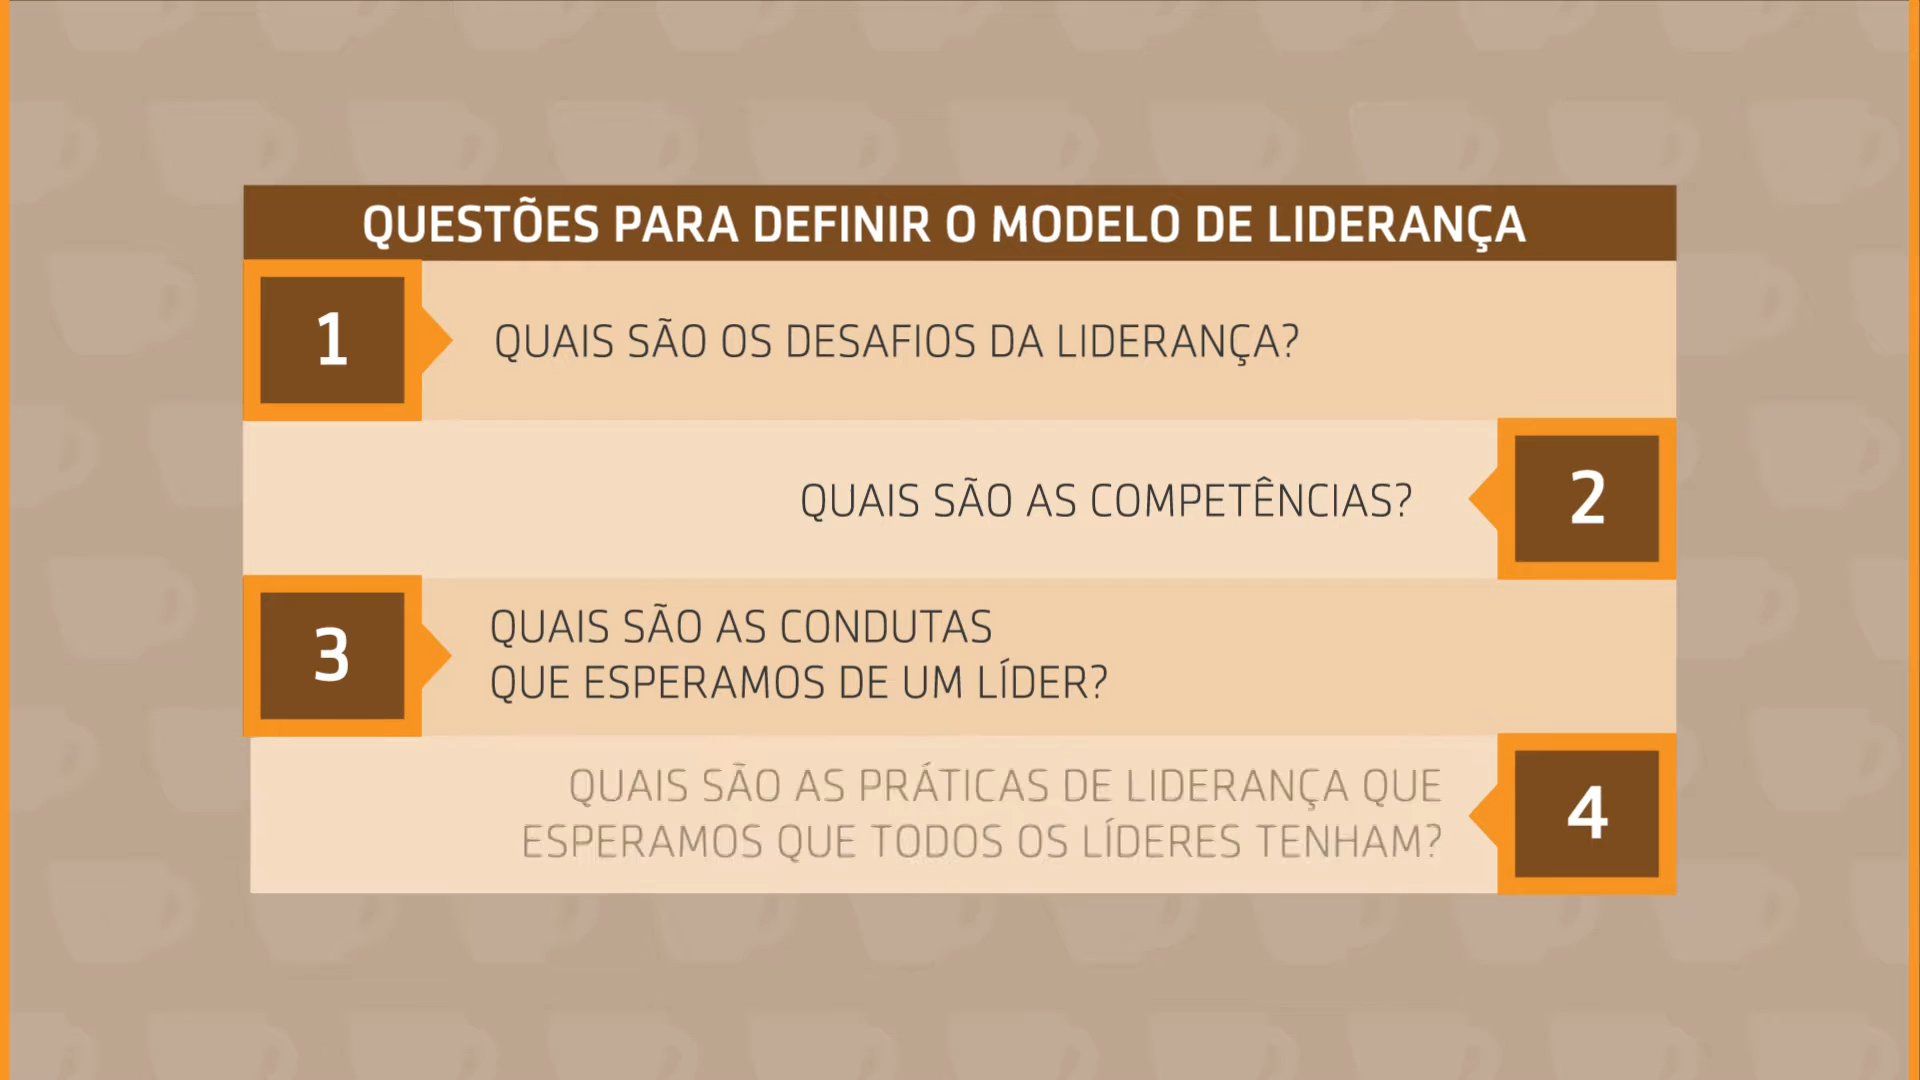 QUESTÕES PARA DEFINIR O MODELO DE LIDERANÇA
1
QUAIS SÃO OS DESAFIOS DA LIDERANÇA?
QUAIS SÃO AS COMPETÊNCIAS?
2
3
QUAIS SÃO AS CONDUTAS
QUE ESPERAMOS DE UM LÍDER?
QUAIS SÃO AS PRÁTICAS DE LIDERANÇA QUE
ESPERAMOS QUE TODOS OS LÍDERES TENHAM?
4